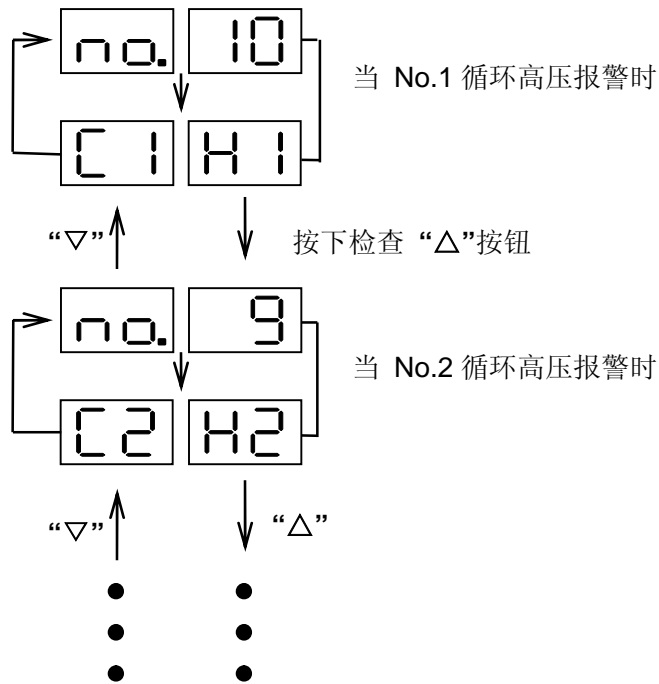 no. 10
当 No.1 循环高压报警时
C1 H1
“▽”
按下检查 “△”按钮
no. 9
当 No.2 循环高压报警时
C2 H2
“▽” “△”